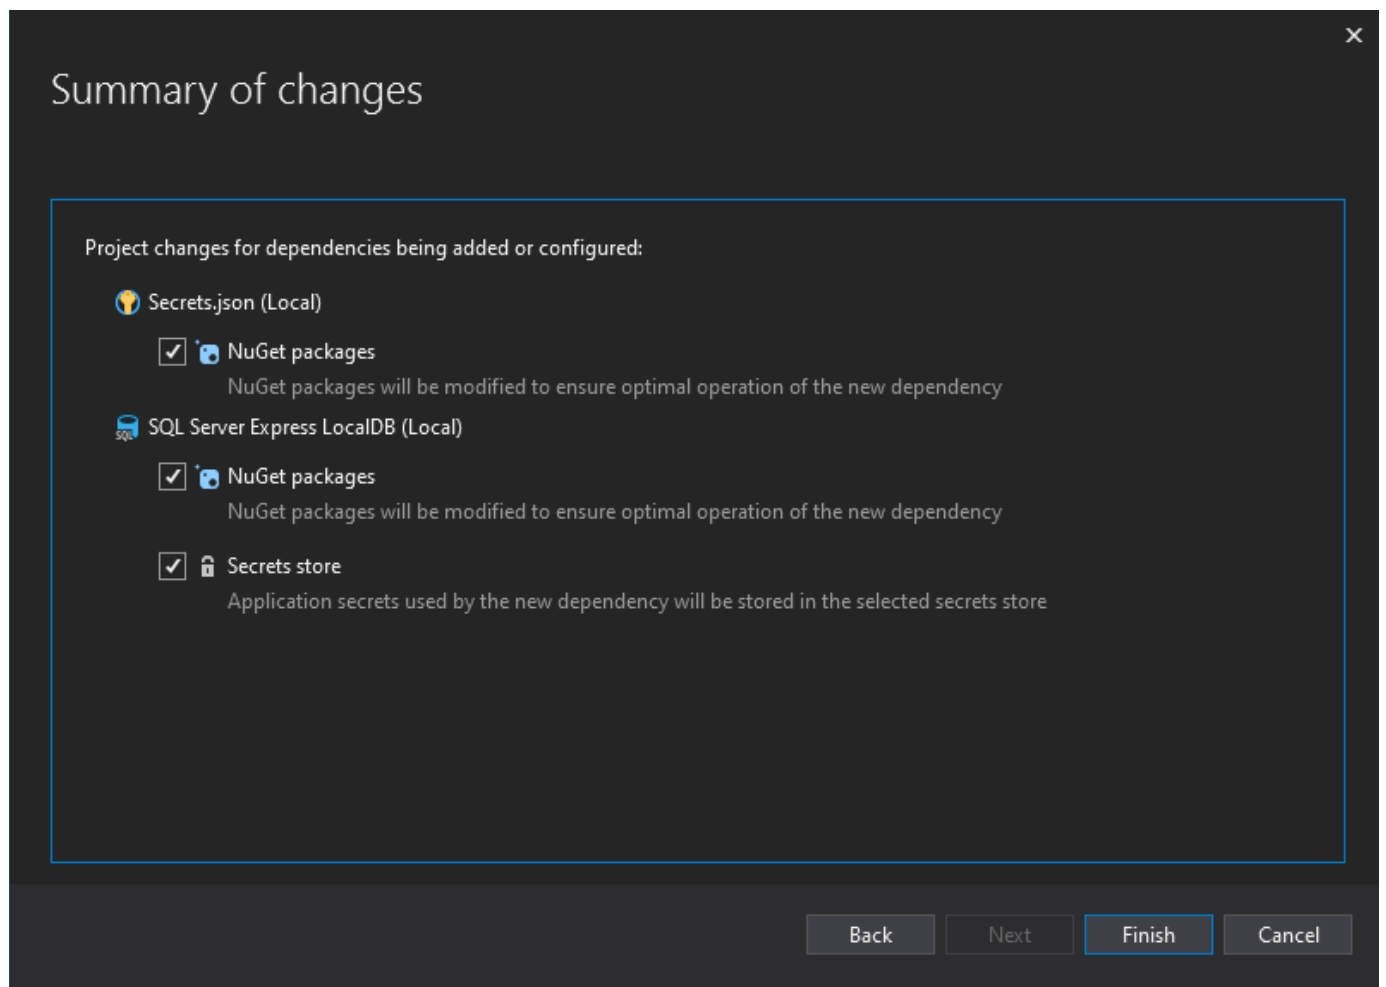 Summary of changes
Project changes for dependencies being added or configured:
Secrets.json (Local)
NuGet packages
NuGet packages will be modified to ensure optimal operation of the new dependency
SQL
SQL Server Express LocalDB (Local)
NuGet packages
NuGet packages will be modified to ensure optimal operation of the new dependency
Secrets store
Application secrets used by the new dependency will be stored in the selected secrets store
Back Next Finish Cancel